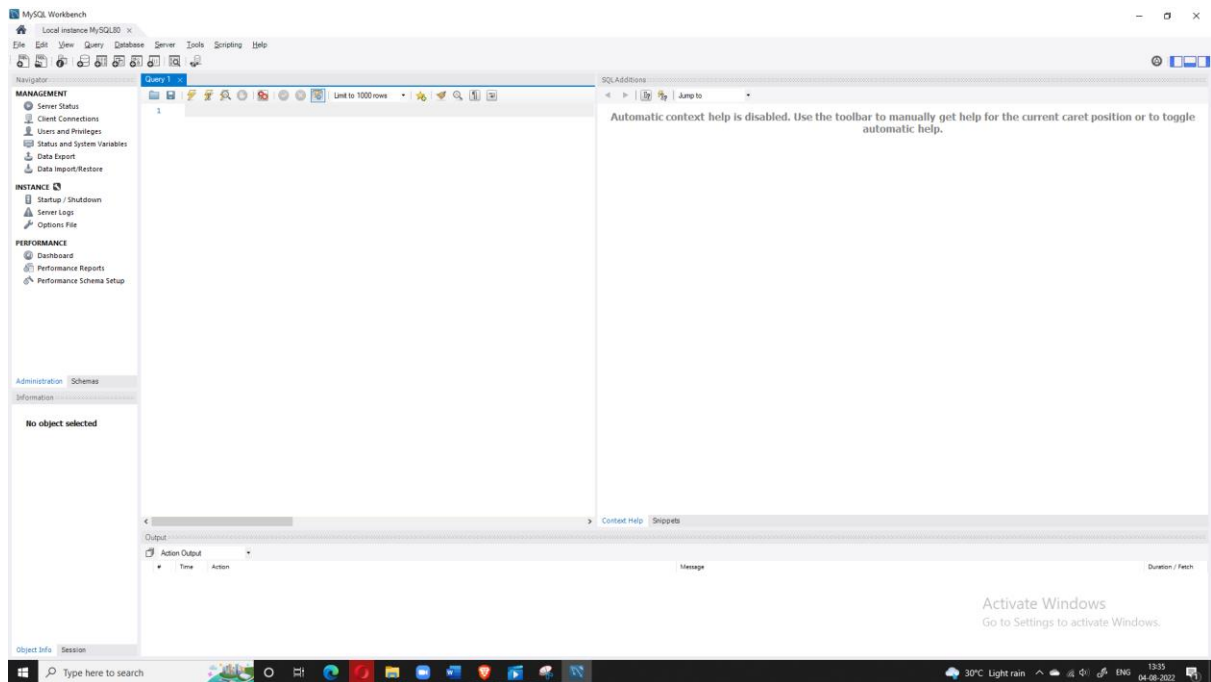 MySQL Workbench
Local instance MySQL80 ×
File Edit View Query Database Server Tools Scripting Help
Navigator
MANAGEMENT
Server Status
Client Connections
Users and Privileges
Status and System Variables
Data Export
Data Import/Restore
INSTANCE
Startup / Shutdown
Server Logs
Options File
PERFORMANCE
Dashboard
Performance Reports
Performance Schema Setup
Administration Schemas
Information
No object selected
Object Info Session
Query 1 ×
Limit to 1000 rows
1
SQLAdditions
Jump to
Automatic context help is disabled. Use the toolbar to manually get help for the current caret position or to toggle
automatic help.
Context Help Snippets
Output
Action Output
# Time Action Message Duration / Fetch
Activate Windows
Go to Settings to activate Windows.
Type here to search
30°C Light rain
ENG
13:35
04-08-2022